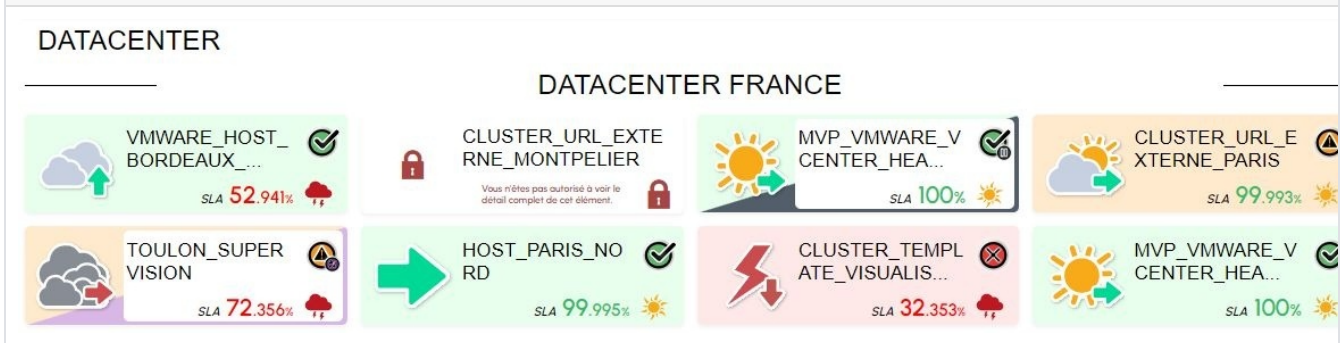 DATACENTER
DATACENTER FRANCE
VMWARE_HOST_
BORDEAUX_...
SLA 52.941%
CLUSTER_URL_EXTE
RNE_MONTPELIER
Vous n'êtes pas autorisé à voir le
détail complet de cet élément.
MVP_VMWARE_V
CENTER_HEA...
SLA 100%
CLUSTER_URL_E
XTERNE_PARIS
SLA 99.993%
TOULON_SUPER
VISION
SLA 72.356%
HOST_PARIS_NO
RD
SLA 99.995%
CLUSTER_TEMPL
ATE_VISUALIS...
SLA 32.353%
MVP_VMWARE_V
CENTER_HEA...
SLA 100%